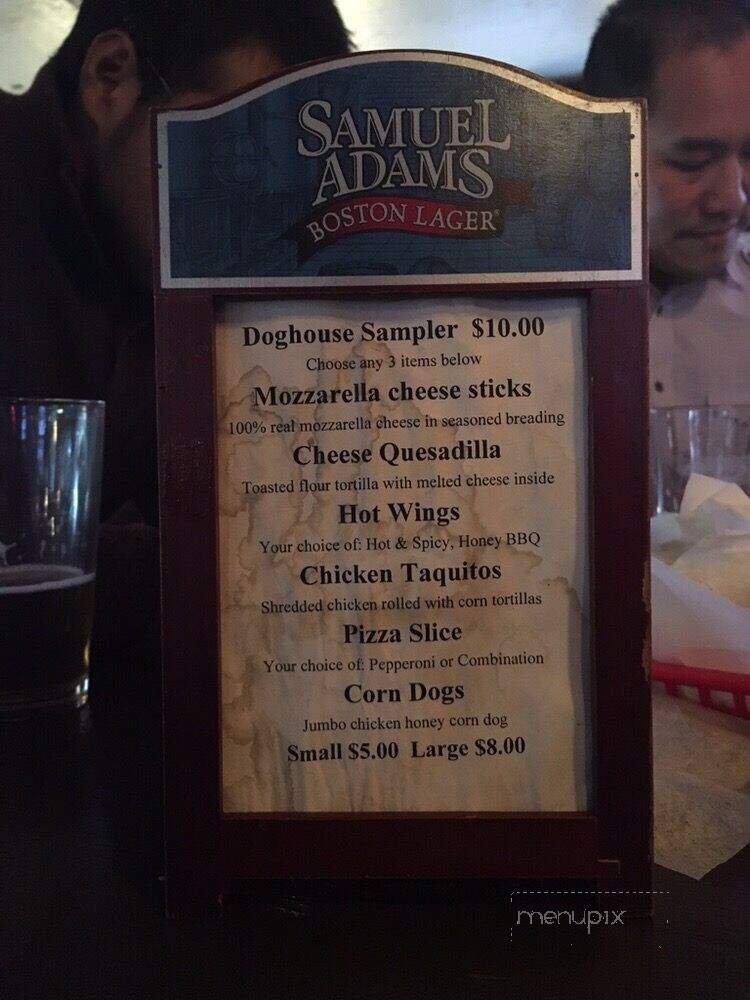 SAMUEL
ADAMS
BOSTON LAGER®
Doghouse Sampler $10.00
Choose any 3 items below
Mozzarella cheese sticks
100% real mozzarella cheese in seasoned breading
Cheese Quesadilla
Toasted flour tortilla with melted cheese inside
Hot Wings
Your choice of: Hot & Spicy, Honey BBQ
Chicken Taquitos
Shredded chicken rolled with corn tortillas
Pizza Slice
Your choice of: Pepperoni or Combination
Corn Dogs
Jumbo chicken honey corn dog
Small $5.00 Large $8.00
menupix